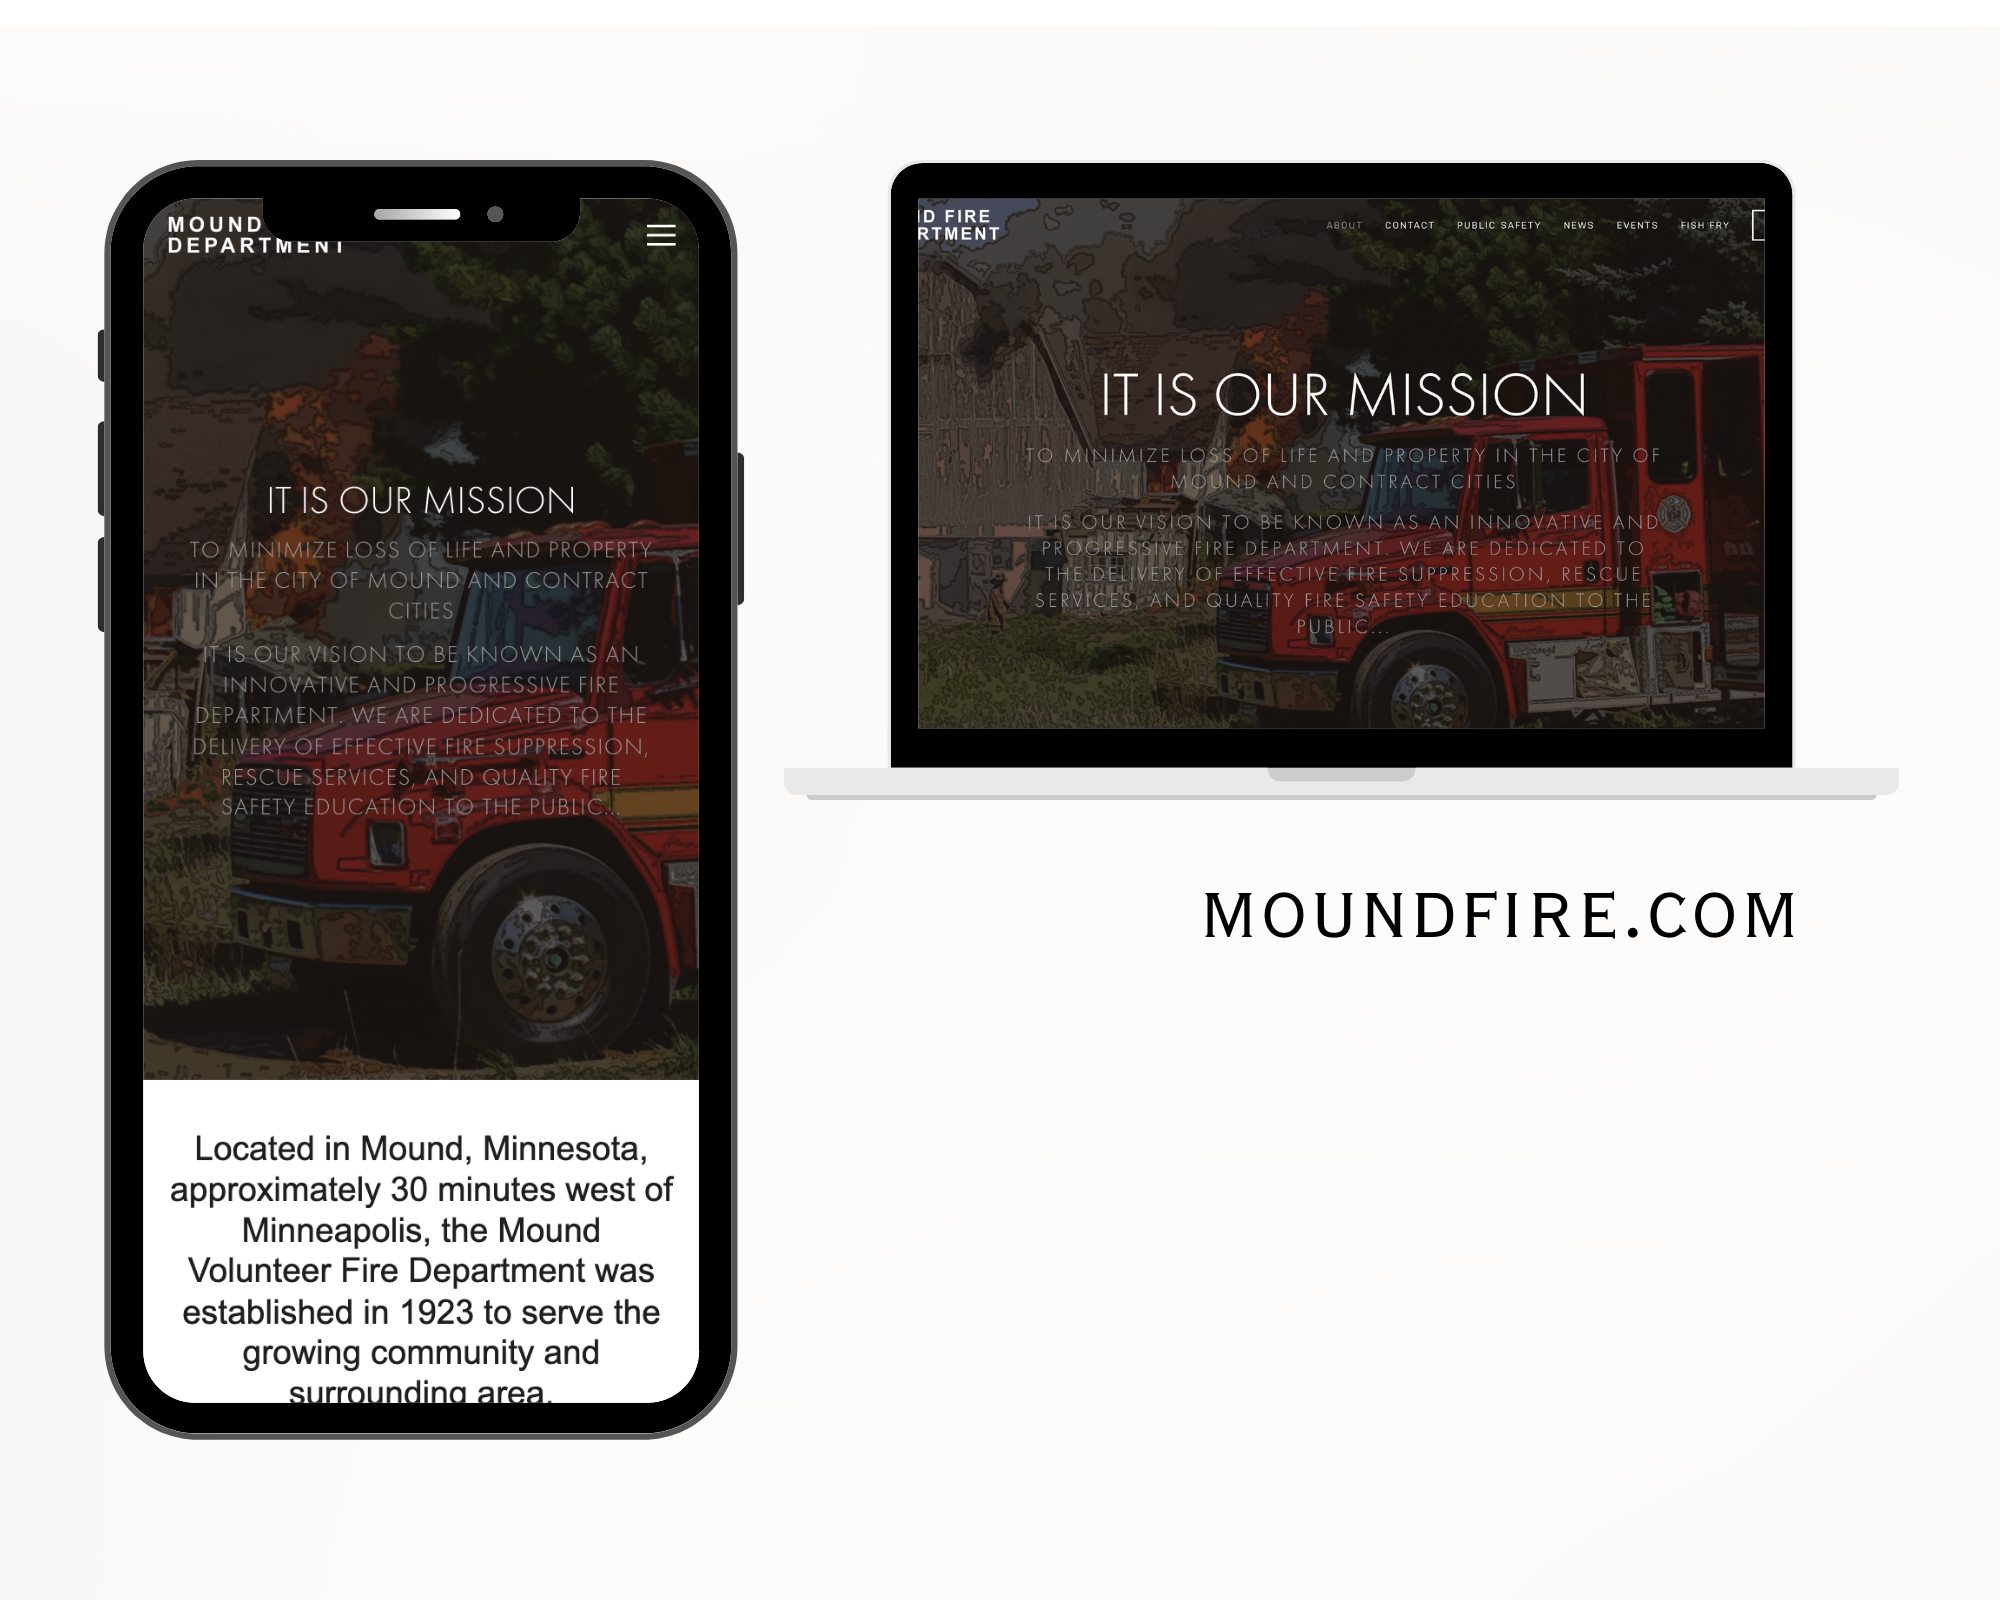 MOUND
DEPARTMENT
IT IS OUR MISSION
TO MINIMIZE LOSS OF LIFE AND PROPERTY
IN THE CITY OF MOUND AND CONTRACT
CITIES
IT IS OUR VISION TO BE KNOWN AS AN
INNOVATIVE AND PROGRESSIVE FIRE
DEPARTMENT. WE ARE DEDICATED TO THE
DELIVERY OF EFFECTIVE FIRE SUPPRESSION,
RESCUE SERVICES, AND QUALITY FIRE
SAFETY EDUCATION TO THE PUBLIC...
Located in Mound, Minnesota,
approximately 30 minutes west of
Minneapolis, the Mound
Volunteer Fire Department was
established in 1923 to serve the
growing community and
surrounding area.
ID FIRE
RTMENT
ABOUT CONTACT PUBLIC SAFETY NEWS EVENTS FISH FRY
IT IS OUR MISSION
TO MINIMIZE LOSS OF LIFE AND PROPERTY IN THE CITY OF
MOUND AND CONTRACT CITIES
IT IS OUR VISION TO BE KNOWN AS AN INNOVATIVE AND
PROGRESSIVE FIRE DEPARTMENT. WE ARE DEDICATED TO
THE DELIVERY OF EFFECTIVE FIRE SUPPRESSION, RESCUE
SERVICES, AND QUALITY FIRE SAFETY EDUCATION TO THE
PUBLIC...
MOUNDFIRE.COM